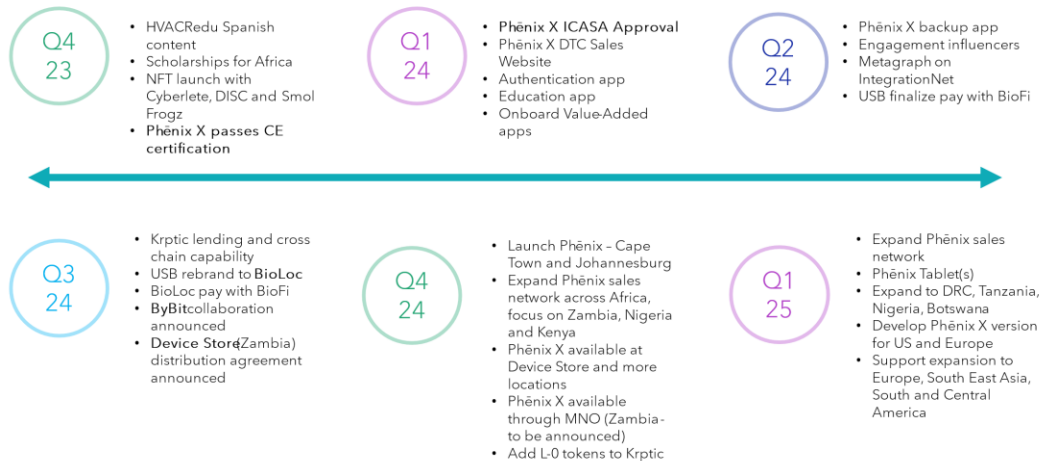 Q4
23
• HVACRedu Spanish
content
• Scholarships for Africa
• NFT launch with
Cyberlete, DISC and Smol
Frogz
• Phēnix X passes CE
certification
Q1
24
• Phēnix X ICASA Approval
• Phēnix X DTC Sales
Website
• Authentication app
• Education app
• Onboard Value-Added
apps
Q2
24
• Phēnix X backup app
• Engagement influencers
• Metagraph on
IntegrationNet
• USB finalize pay with BioFi
Q3
24
• Krptic lending and cross
chain capability
• USB rebrand to BioLoc
• BioLoc pay with BioFi
• ByBitcollaboration
announced
• Device Store(Zambia)
distribution agreement
announced
Q4
24
• Launch Phēnix – Cape
Town and Johannesburg
• Expand Phēnix sales
network across Africa,
focus on Zambia, Nigeria
and Kenya
• Phēnix X available at
Device Store and more
locations
• Phēnix X available
through MNO (Zambia-
to be announced)
• Add L-0 tokens to Krptic
Q1
25
• Expand Phēnix sales
network
• Phēnix Tablet(s)
• Expand to DRC, Tanzania,
Nigeria, Botswana
• Develop Phēnix X version
for US and Europe
• Support expansion to
Europe, South East Asia,
South and Central
America